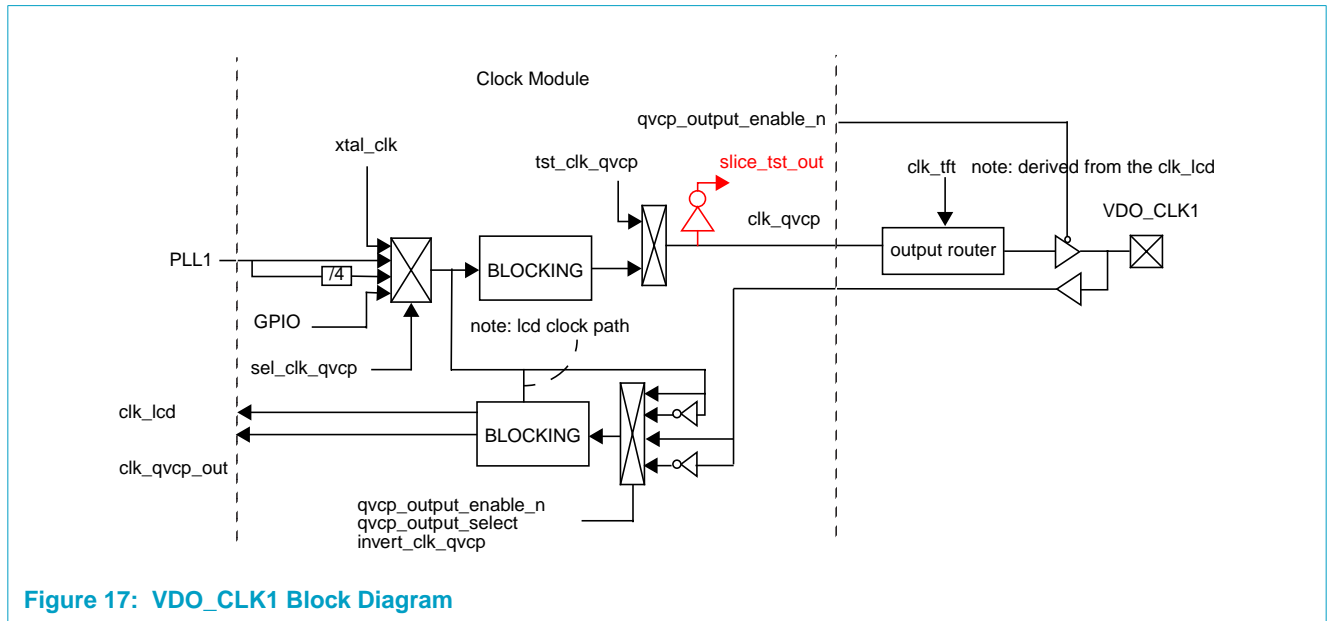 Clock Module
qvcp_output_enable_n
xtal_clk
tst_clk_qvcp
slice_tst_out
clk_tft note: derived from the clk_lcd
clk_qvcp
VDO_CLK1
PLL1
/4
BLOCKING
output router
GPIO
note: lcd clock path
sel_clk_qvcp
clk_lcd
BLOCKING
clk_qvcp_out
qvcp_output_enable_n
qvcp_output_select
invert_clk_qvcp
Figure 17: VDO_CLK1 Block Diagram